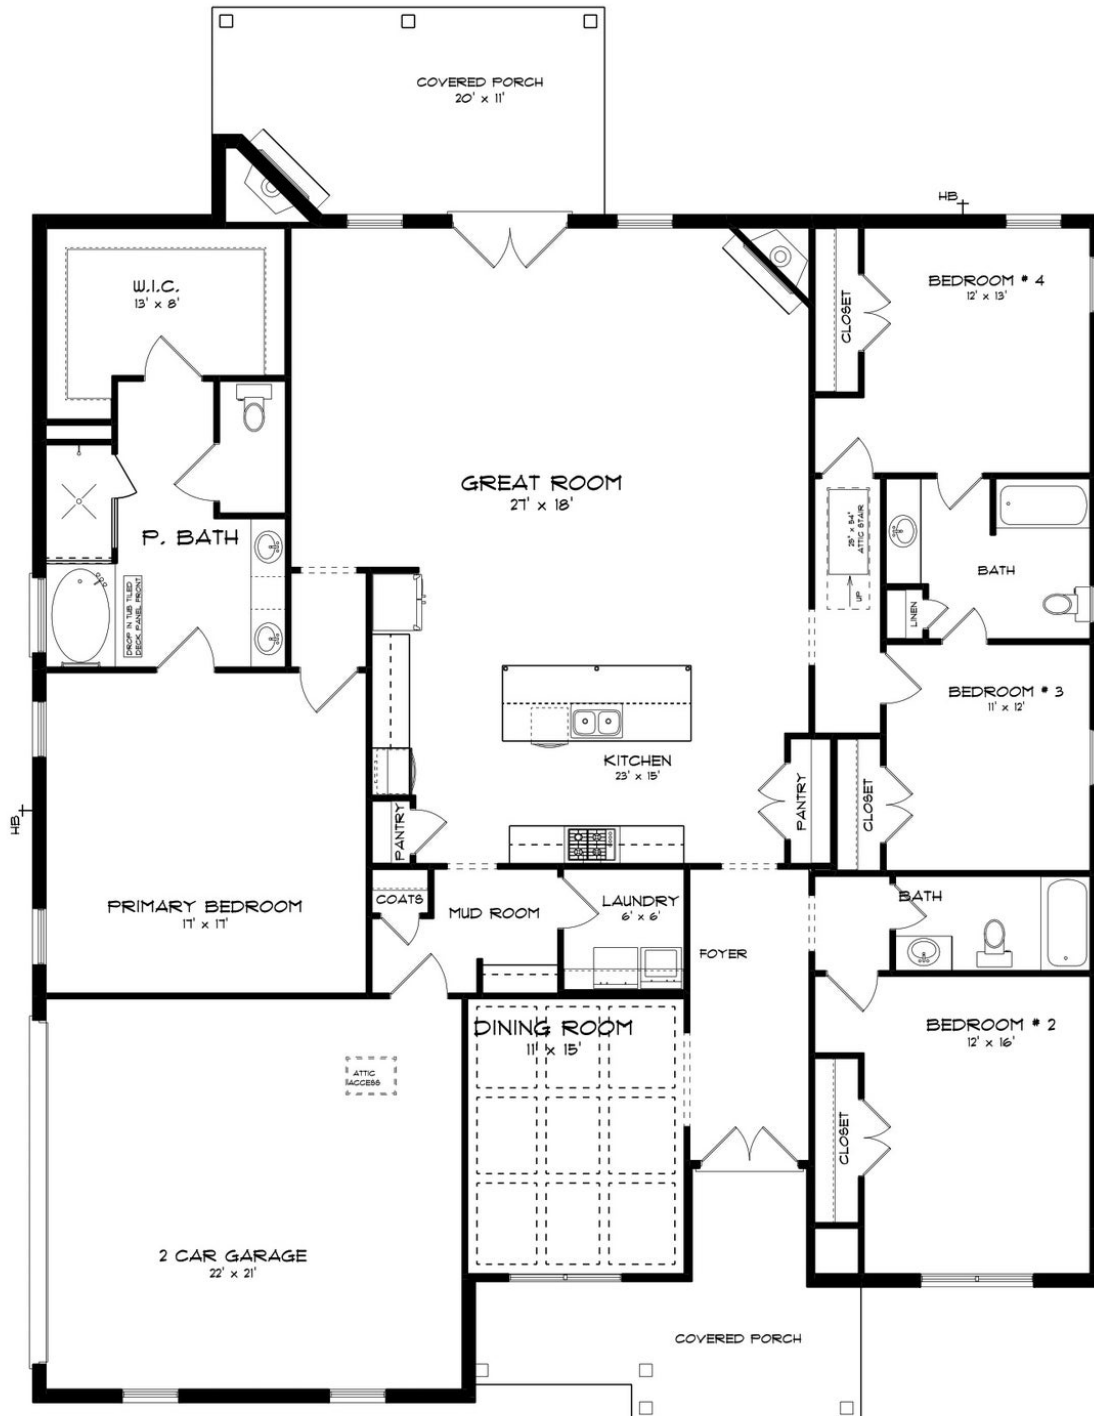 COVERED PORCH
20' x 11'
HB
W.I.C.
13' x 8'
BEDROOM # 4
12' x 13'
CLOSET
GREAT ROOM
27' x 18'
25" x 54"
ATTIC STAIR
UP
P. BATH
BATH
LINEN
DROP IN TUB TILED
DECK, PANEL FRONT
BEDROOM # 3
11' x 12'
KITCHEN
23' x 15'
PANTRY
PANTRY
CLOSET
HB
PRIMARY BEDROOM
17' x 17'
COATS
MUD ROOM
LAUNDRY
6' x 6'
FOYER
BATH
DINING ROOM
11' x 15'
BEDROOM # 2
12' x 16'
ATTIC
ACCESS
CLOSET
2 CAR GARAGE
22' x 21'
COVERED PORCH